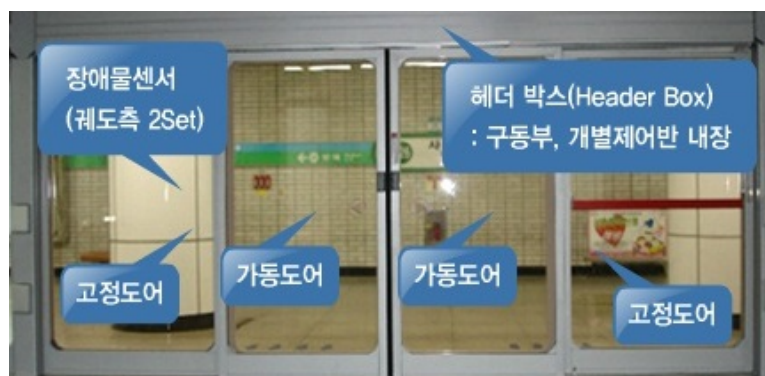 장애물센서
(궤도측 2Set)
헤더 박스(Header Box)
: 구동부, 개별제어반 내장
고정도어
가동도어
가동도어
고정도어